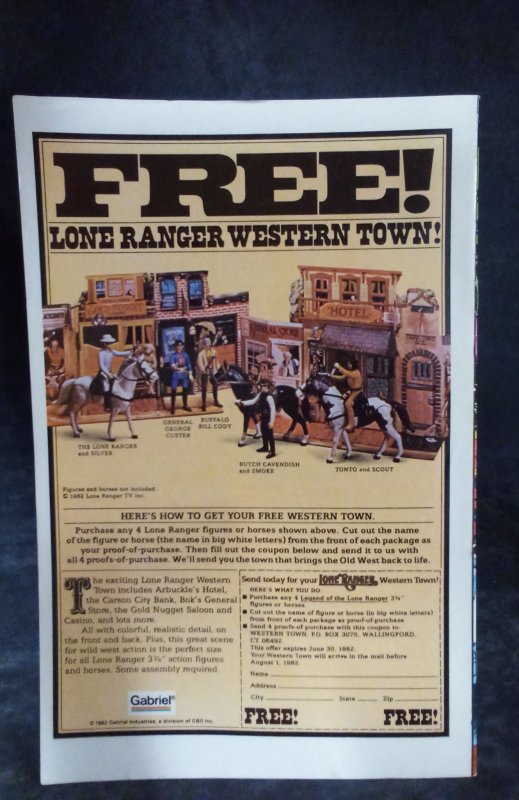 FREE!
LONE RANGER WESTERN TOWN!
GENERAL STORE
HOTEL
THE LONE RANGER
and SILVER
GENERAL
GEORGE
CUSTER
BUFFALO
BILL CODY
BUTCH CAVENDISH
and SMOKE
TONTO and SCOUT
Figures and horses not included.
© 1982 Lone Ranger TV Inc.
HERE'S HOW TO GET YOUR FREE WESTERN TOWN.
Purchase any 4 Lone Ranger figures or horses shown above. Cut out the name
of the figure or horse (the name in big white letters) from the front of each package as
your proof-of-purchase. Then fill out the coupon below and send it to us with
all 4 proofs-of-purchase. We'll send you the town that brings the Old West back to life.
The exciting Lone Ranger Western
Town includes Arbuckle's Hotel,
the Carson City Bank, Bok's General
Store, the Gold Nugget Saloon and
Casino, and lots more.
All with colorful, realistic detail, on
the front and back. Plus, this great scene
for wild west action is the perfect size
for all Lone Ranger 3¾" action figures
and horses. Some assembly required.
Gabriel®
© 1982 Gabriel Industries, a division of CBS Inc.
Send today for your LONE RANGER Western Town!
HERE'S WHAT YOU DO:
■ Purchase any 4 Legend of the Lone Ranger 3¾"
figures or horses.
■ Cut out the name of figure or horse (in big white letters)
from front of each package as proof-of-purchase
■ Send 4 proofs-of-purchase with this coupon to:
WESTERN TOWN, P.O. BOX 3075, WALLINGFORD,
CT 06492.
This offer expires June 30, 1982.
Your Western Town will arrive in the mail before
August 1, 1982.
Name
Address
City State Zip
FREE! FREE!